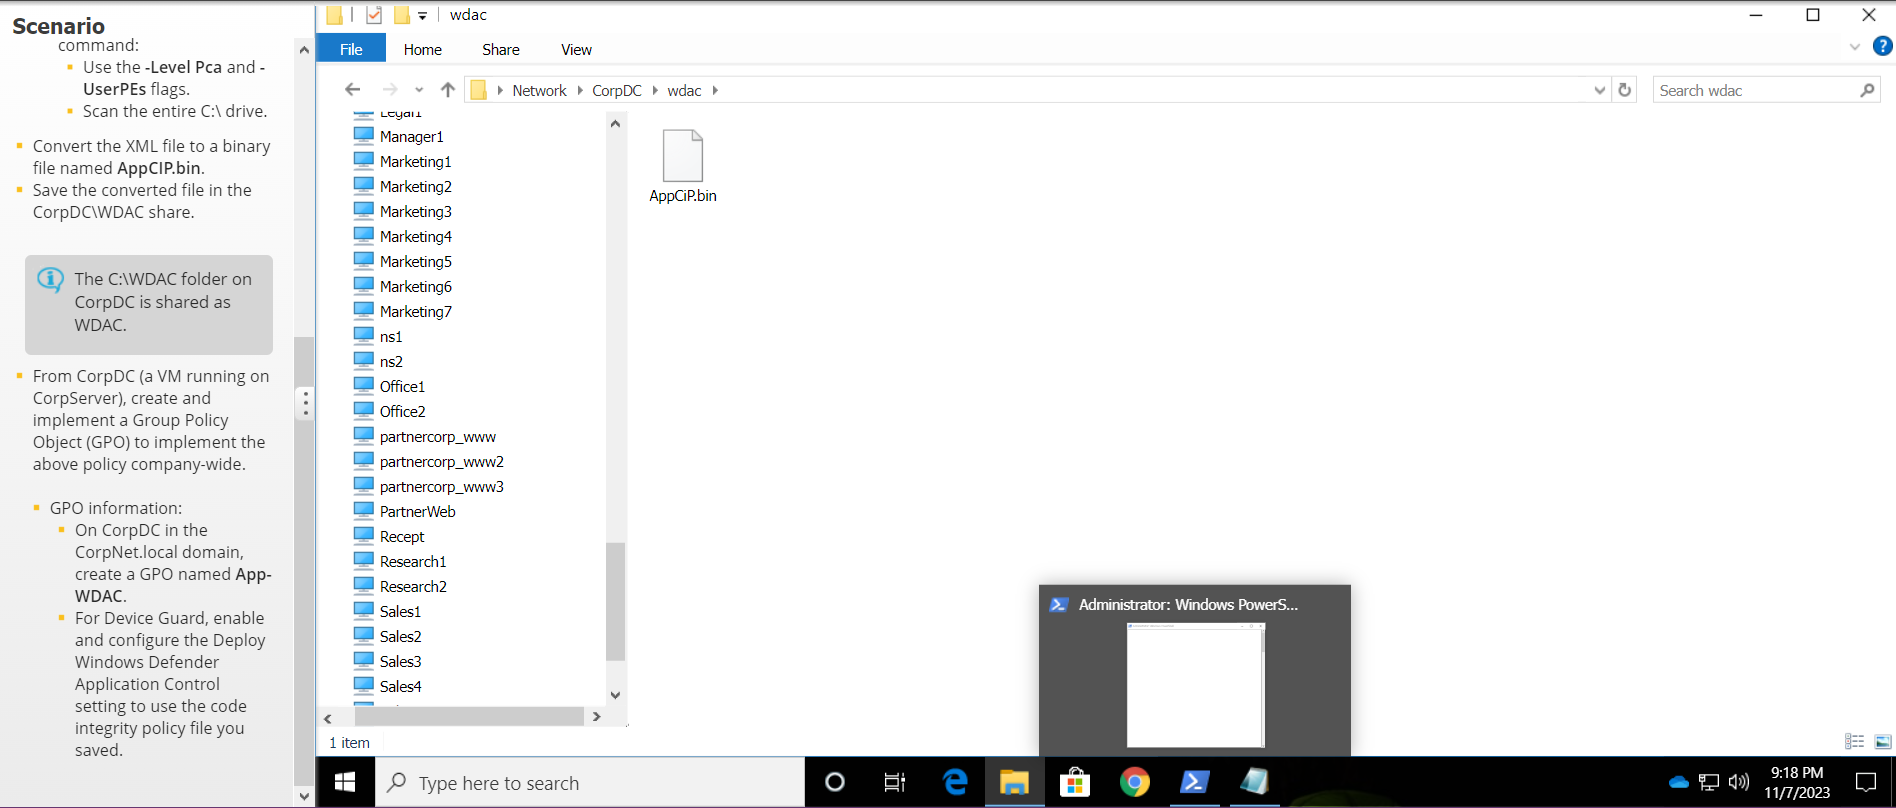 Scenario
command:
Use the -Level Pca and -
UserPEs flags.
Scan the entire C:\ drive.
Convert the XML file to a binary
file named AppCIP.bin.
Save the converted file in the
CorpDC\WDAC share.
The C:\WDAC folder on
CorpDC is shared as
WDAC.
From CorpDC (a VM running on
CorpServer), create and
implement a Group Policy
Object (GPO) to implement the
above policy company-wide.
GPO information:
On CorpDC in the
CorpNet.local domain,
create a GPO named App-
WDAC.
For Device Guard, enable
and configure the Deploy
Windows Defender
Application Control
setting to use the code
integrity policy file you
saved.
wdac
File Home Share View
Network CorpDC wdac
Search wdac
Legal1
Manager1
Marketing1
Marketing2
Marketing3
Marketing4
Marketing5
Marketing6
Marketing7
ns1
ns2
Office1
Office2
partnercorp_www
partnercorp_www2
partnercorp_www3
PartnerWeb
Recept
Research1
Research2
Sales1
Sales2
Sales3
Sales4
AppCiP.bin
1 item
Administrator: Windows PowerS...
Type here to search
9:18 PM
11/7/2023